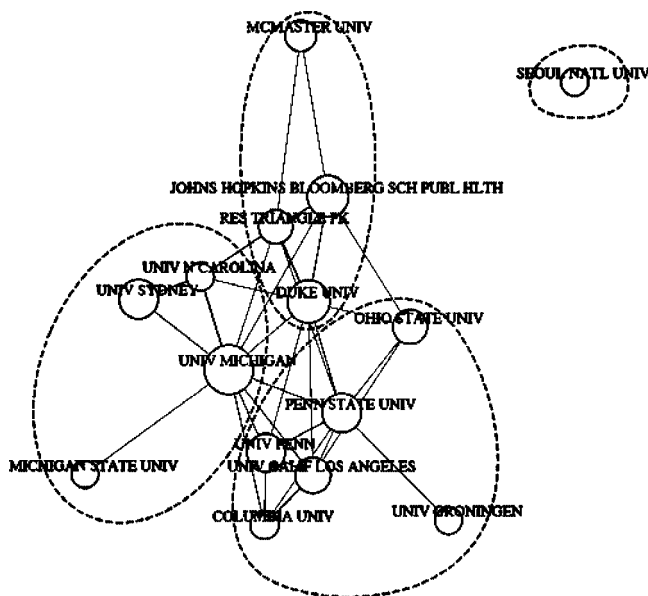 MCMASTER UNIV
SEOUL NATL UNIV
JOHNS HOPKINS BLOOMBERG SCH PUBL HLTH
RES TRIANGLE PK
UNIV N CAROLINA
UNIV SYDNEY
DUKE UNIV
OHIO STATE UNIV
UNIV MICHIGAN
PENN STATE UNIV
UNIV PENN
MICHIGAN STATE UNIV
UNIV CALIF LOS ANGELES
COLUMBIA UNIV
UNIV GRONINGEN